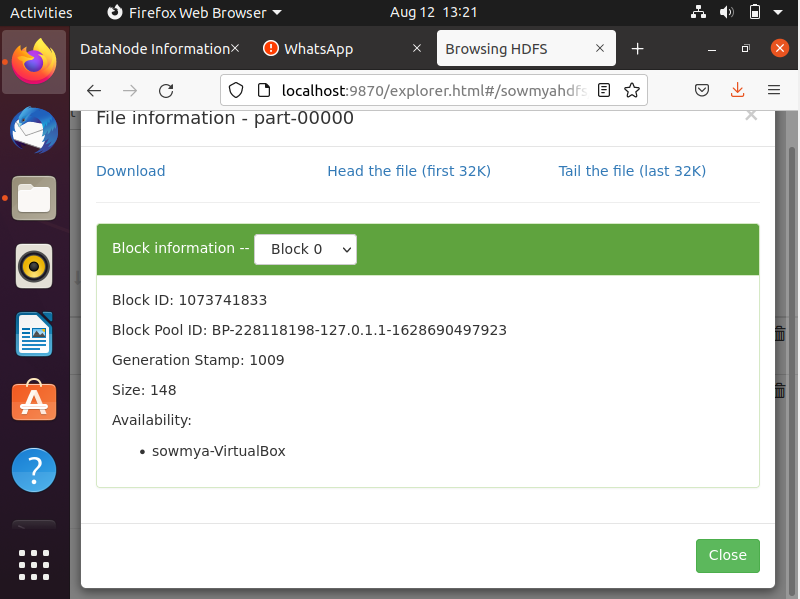 Activities Firefox Web Browser Aug 12 13:21
DataNode Information WhatsApp Browsing HDFS
localhost:9870/explorer.html#/sowmyahdfs
File information - part-00000
Download Head the file (first 32K) Tail the file (last 32K)
Block information -- Block 0
Block ID: 1073741833
Block Pool ID: BP-228118198-127.0.1.1-1628690497923
Generation Stamp: 1009
Size: 148
Availability:
• sowmya-VirtualBox
Close